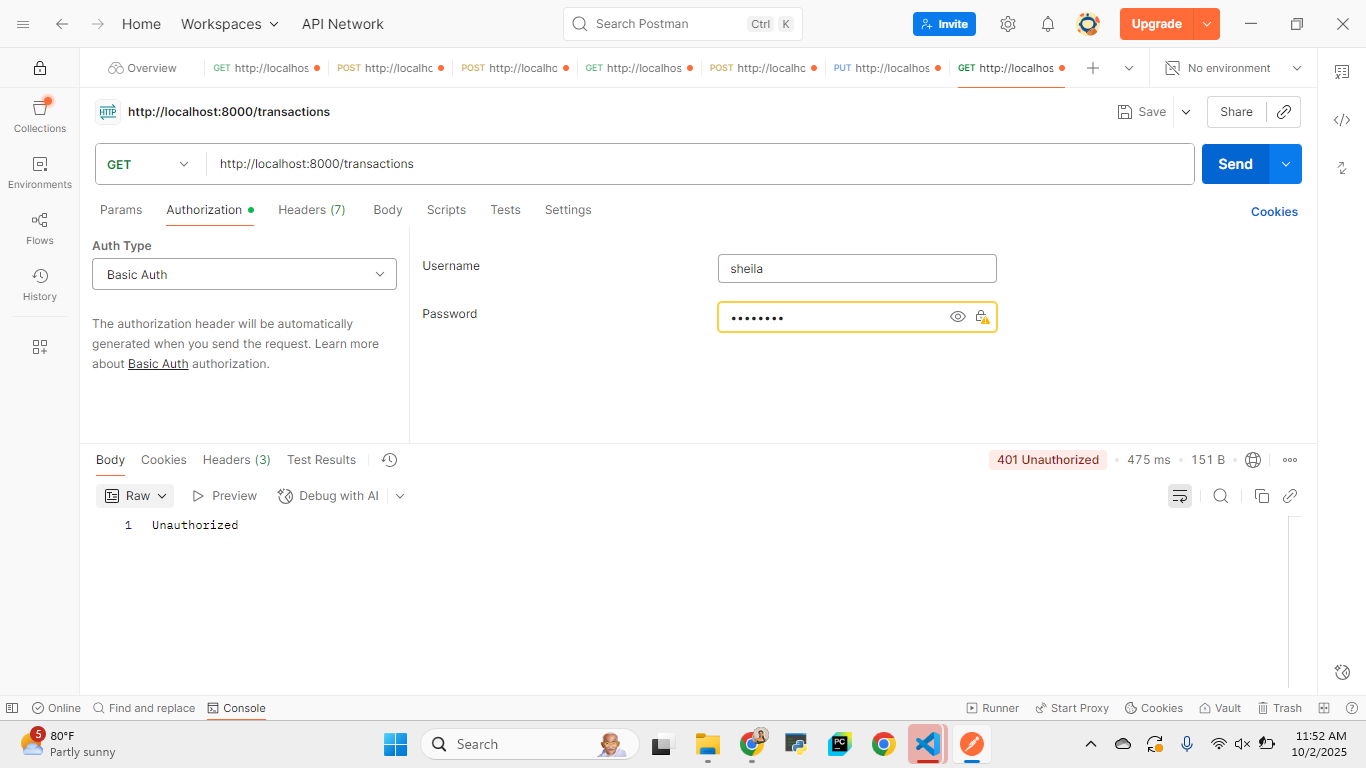 Home
Workspaces
API Network
Search Postman
Ctrl
K
Invite
Upgrade
Overview
GET http://localhos
POST http://localhc
POST http://localhc
GET http://localhos
POST http://localhc
PUT http://localhos
GET http://localhos
No environment
Collections
Environments
Flows
History
HTTP
http://localhost:8000/transactions
Save
Share
GET
http://localhost:8000/transactions
Send
Params
Authorization
Headers (7)
Body
Scripts
Tests
Settings
Cookies
Auth Type
Basic Auth
The authorization header will be automatically
generated when you send the request. Learn more
about Basic Auth authorization.
Username
sheila
Password
••••••••
Body
Cookies
Headers (3)
Test Results
401 Unauthorized
475 ms
151 B
Raw
Preview
Debug with AI
1 Unauthorized
Online
Find and replace
Console
Runner
Start Proxy
Cookies
Vault
Trash
5
80°F
Partly sunny
Search
PC
11:52 AM
10/2/2025